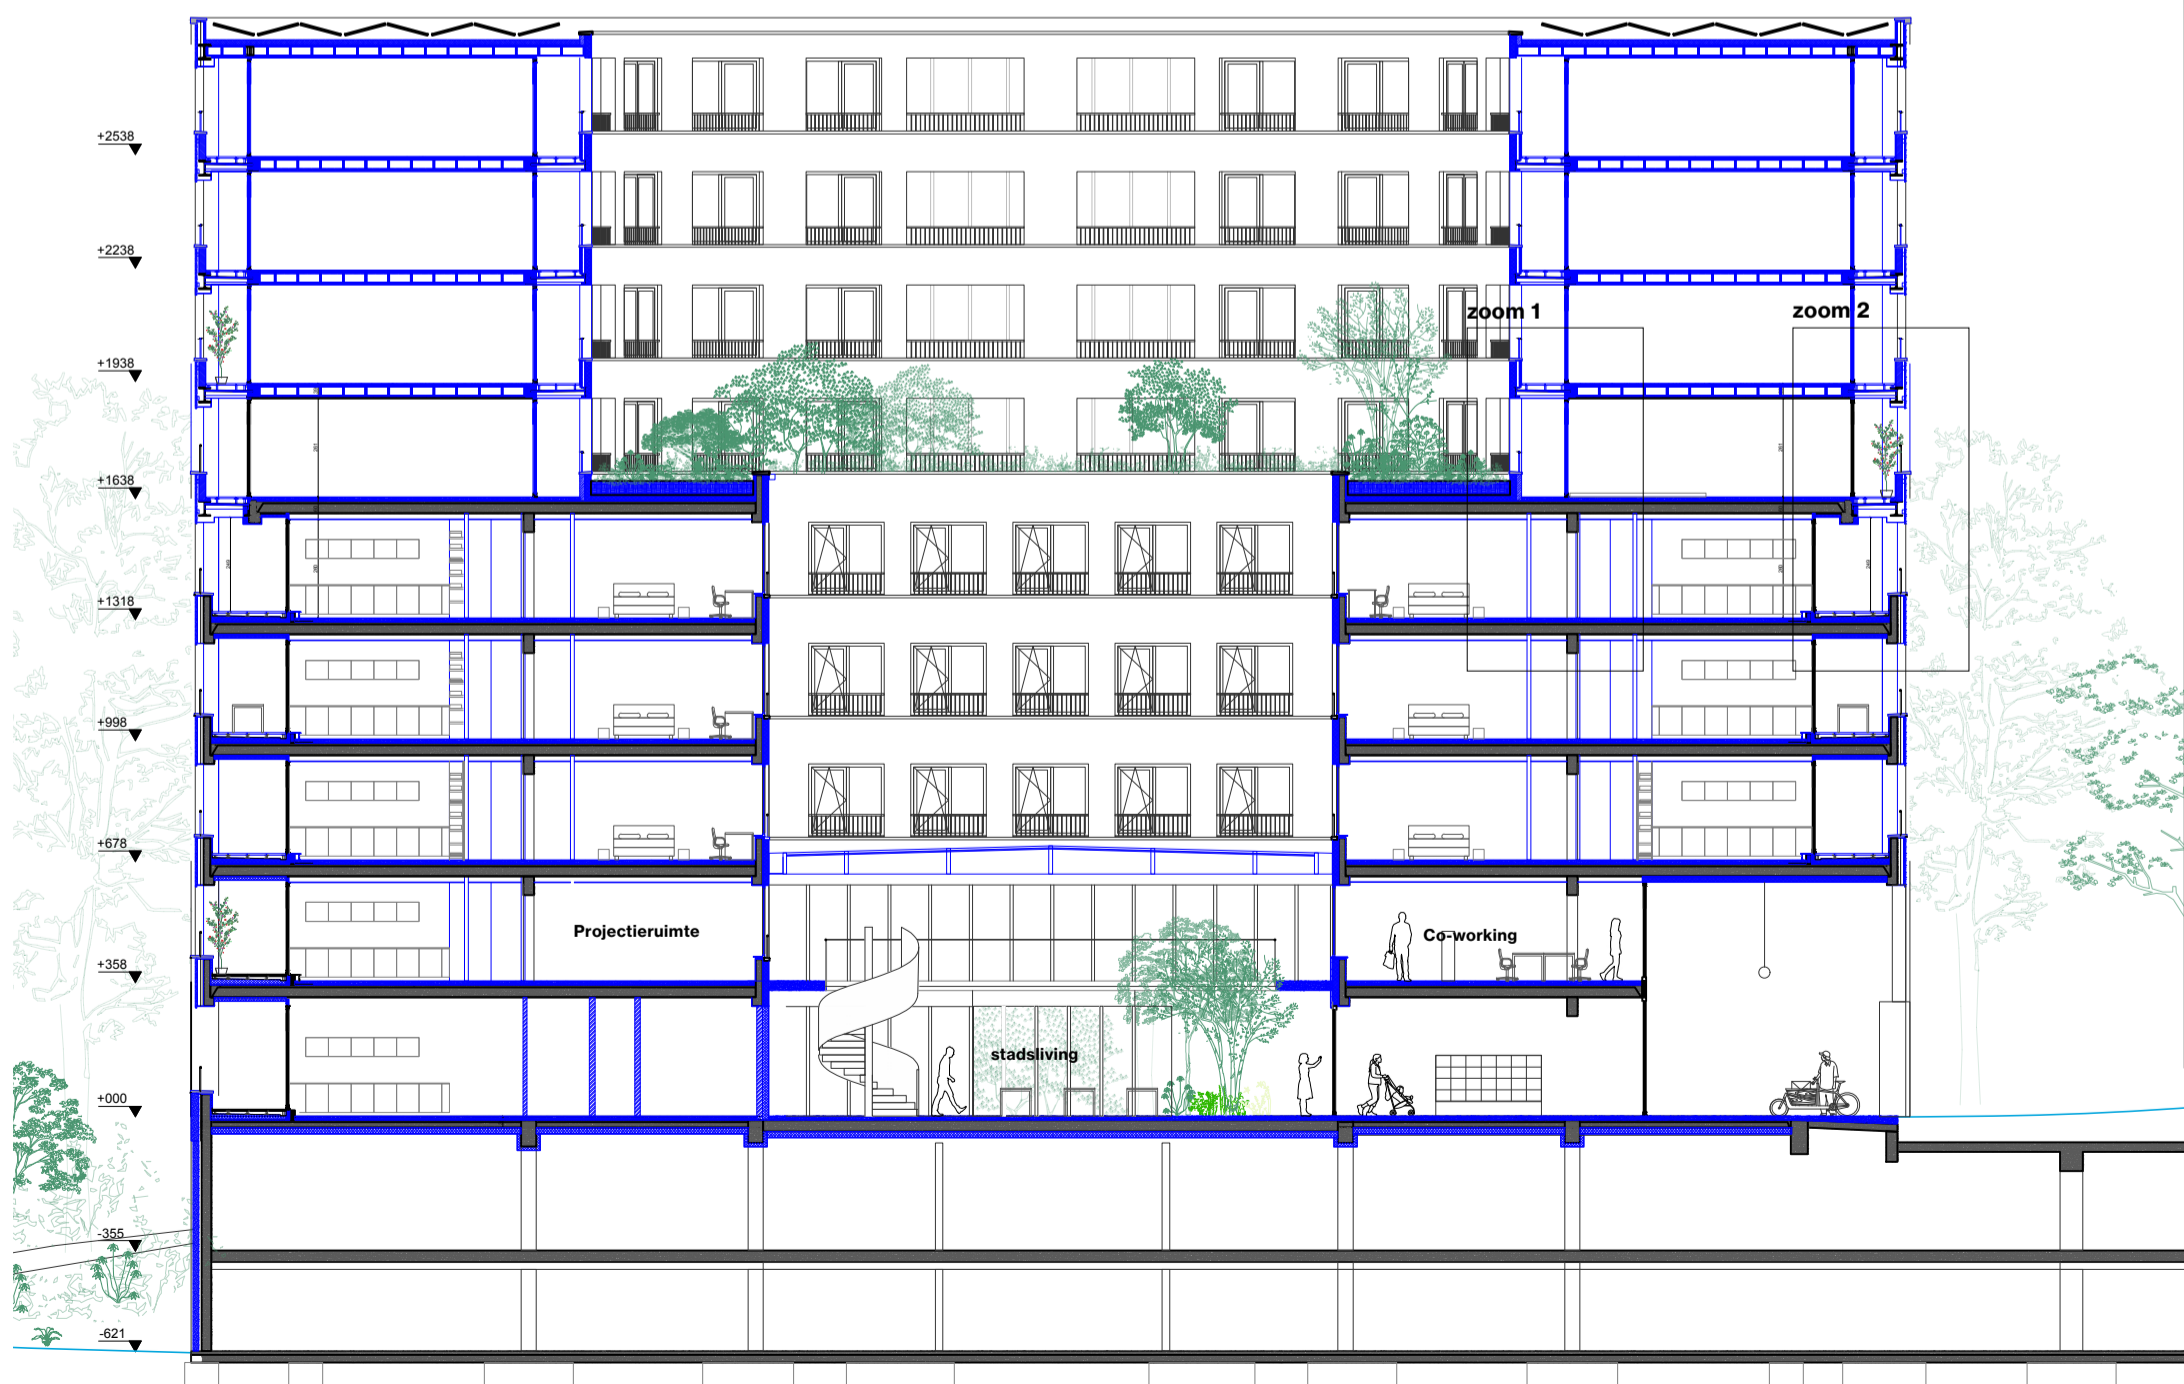 +2538
+2238
zoom 1
zoom 2
+1938
+1638
+1318
+998
+678
Projectieruimte
Co-working
+358
stadsliving
+000
-355
-621